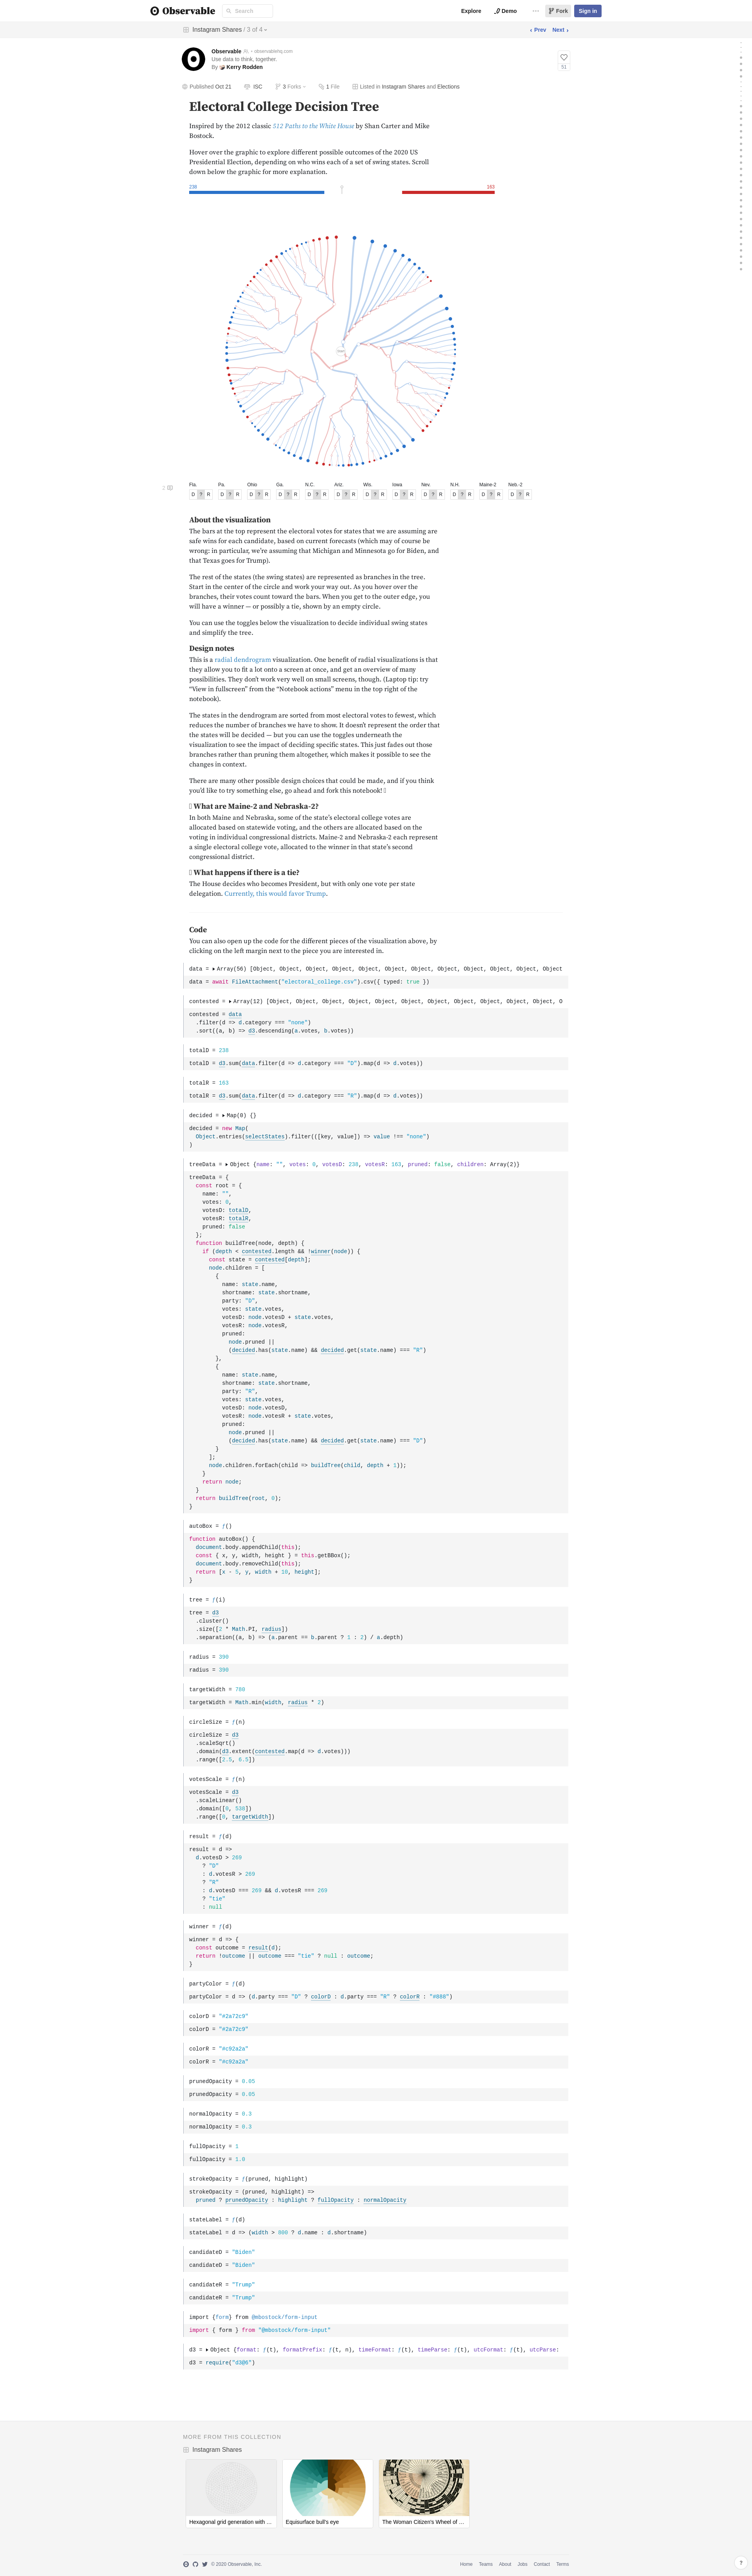 Observable
Search
Explore
Demo
Fork
Sign in
Instagram Shares / 3 of 4
‹ Prev Next ›
Observable
Use data to think, together.
By Kerry Rodden
51
Published Oct 21 ISC 3 Forks 1 File Listed in Instagram Shares and Elections
Electoral College Decision Tree
Inspired by the 2012 classic 512 Paths to the White House by Shan Carter and Mike
Bostock.
Hover over the graphic to explore different possible outcomes of the 2020 US
Presidential Election, depending on who wins each of a set of swing states. Scroll
down below the graphic for more explanation.
238 163
Start
Fla. Pa. Ohio Ga. N.C. Ariz. Wis. Iowa Nev. N.H. Maine-2 Neb.-2
D ? R D ? R D ? R D ? R D ? R D ? R D ? R D ? R D ? R D ? R D ? R D ? R
About the visualization
The bars at the top represent the electoral votes for states that we are assuming are
safe wins for each candidate, based on current forecasts (which may of course be
wrong: in particular, we're assuming that Michigan and Minnesota go for Biden, and
that Texas goes for Trump).
The rest of the states (the swing states) are represented as branches in the tree.
Start in the center of the circle and work your way out. As you hover over the
branches, their votes count toward the bars. When you get to the outer edge, you
will have a winner — or possibly a tie, shown by an empty circle.
You can use the toggles below the visualization to decide individual swing states
and simplify the tree.
Design notes
This is a radial dendrogram visualization. One benefit of radial visualizations is that
they allow you to fit a lot onto a screen at once, and get an overview of many
possibilities. They don't work very well on small screens, though. (Laptop tip: try
“View in fullscreen” from the “Notebook actions” menu in the top right of the
notebook).
The states in the dendrogram are sorted from most electoral votes to fewest, which
reduces the number of branches we have to show. It doesn't represent the order that
the states will be decided — but you can use the toggles underneath the
visualization to see the impact of deciding specific states. This just fades out those
branches rather than pruning them altogether, which makes it possible to see the
changes in context.
There are many other possible design choices that could be made, and if you think
you'd like to try something else, go ahead and fork this notebook!
What are Maine-2 and Nebraska-2?
In both Maine and Nebraska, some of the state's electoral college votes are
allocated based on statewide voting, and the others are allocated based on the
voting in individual congressional districts. Maine-2 and Nebraska-2 each represent
a single electoral college vote, allocated to the winner in that state's second
congressional district.
What happens if there is a tie?
The House decides who becomes President, but with only one vote per state
delegation. Currently, this would favor Trump.
Code
You can also open up the code for the different pieces of the visualization above, by
clicking on the left margin next to the piece you are interested in.
data = Array(56) [Object, Object, Object, Object, Object, Object, Object, Object, Object, Object, Object, Object
data = await FileAttachment("electoral_college.csv").csv({ typed: true })
contested = Array(12) [Object, Object, Object, Object, Object, Object, Object, Object, Object, Object, Object, O
contested = data
.filter(d => d.category === "none")
.sort((a, b) => d3.descending(a.votes, b.votes))
totalD = 238
totalD = d3.sum(data.filter(d => d.category === "D").map(d => d.votes))
totalR = 163
totalR = d3.sum(data.filter(d => d.category === "R").map(d => d.votes))
decided = Map(0) {}
decided = new Map(
Object.entries(selectStates).filter(([key, value]) => value !== "none")
)
treeData = Object {name: "", votes: 0, votesD: 238, votesR: 163, pruned: false, children: Array(2)}
treeData = {
const root = {
name: "",
votes: 0,
votesD: totalD,
votesR: totalR,
pruned: false
};
function buildTree(node, depth) {
if (depth < contested.length && !winner(node)) {
const state = contested[depth];
node.children = [
{
name: state.name,
shortname: state.shortname,
party: "D",
votes: state.votes,
votesD: node.votesD + state.votes,
votesR: node.votesR,
pruned:
node.pruned ||
(decided.has(state.name) && decided.get(state.name) === "R")
},
{
name: state.name,
shortname: state.shortname,
party: "R",
votes: state.votes,
votesD: node.votesD,
votesR: node.votesR + state.votes,
pruned:
node.pruned ||
(decided.has(state.name) && decided.get(state.name) === "D")
}
];
node.children.forEach(child => buildTree(child, depth + 1));
}
return node;
}
return buildTree(root, 0);
}
autoBox = ƒ()
function autoBox() {
document.body.appendChild(this);
const { x, y, width, height } = this.getBBox();
document.body.removeChild(this);
return [x - 5, y, width + 10, height];
}
tree = ƒ(i)
tree = d3
.cluster()
.size([2 * Math.PI, radius])
.separation((a, b) => (a.parent == b.parent ? 1 : 2) / a.depth)
radius = 390
radius = 390
targetWidth = 780
targetWidth = Math.min(width, radius * 2)
circleSize = ƒ(n)
circleSize = d3
.scaleSqrt()
.domain(d3.extent(contested.map(d => d.votes)))
.range([2.5, 6.5])
votesScale = ƒ(n)
votesScale = d3
.scaleLinear()
.domain([0, 538])
.range([0, targetWidth])
result = ƒ(d)
result = d =>
d.votesD > 269
? "D"
: d.votesR > 269
? "R"
: d.votesD === 269 && d.votesR === 269
? "tie"
: null
winner = ƒ(d)
winner = d => {
const outcome = result(d);
return !outcome || outcome === "tie" ? null : outcome;
}
partyColor = ƒ(d)
partyColor = d => (d.party === "D" ? colorD : d.party === "R" ? colorR : "#888")
colorD = "#2a72c9"
colorD = "#2a72c9"
colorR = "#c92a2a"
colorR = "#c92a2a"
prunedOpacity = 0.05
prunedOpacity = 0.05
normalOpacity = 0.3
normalOpacity = 0.3
fullOpacity = 1
fullOpacity = 1.0
strokeOpacity = ƒ(pruned, highlight)
strokeOpacity = (pruned, highlight) =>
pruned ? prunedOpacity : highlight ? fullOpacity : normalOpacity
stateLabel = ƒ(d)
stateLabel = d => (width > 800 ? d.name : d.shortname)
candidateD = "Biden"
candidateD = "Biden"
candidateR = "Trump"
candidateR = "Trump"
import {form} from @mbostock/form-input
import { form } from "@mbostock/form-input"
d3 = Object {format: ƒ(t), formatPrefix: ƒ(t, n), timeFormat: ƒ(t), timeParse: ƒ(t), utcFormat: ƒ(t), utcParse:
d3 = require("d3@6")
MORE FROM THIS COLLECTION
Instagram Shares
Hexagonal grid generation with ...
Equisurface bull's eye
The Woman Citizen's Wheel of ...
© 2020 Observable, Inc.
Home Teams About Jobs Contact Terms
?